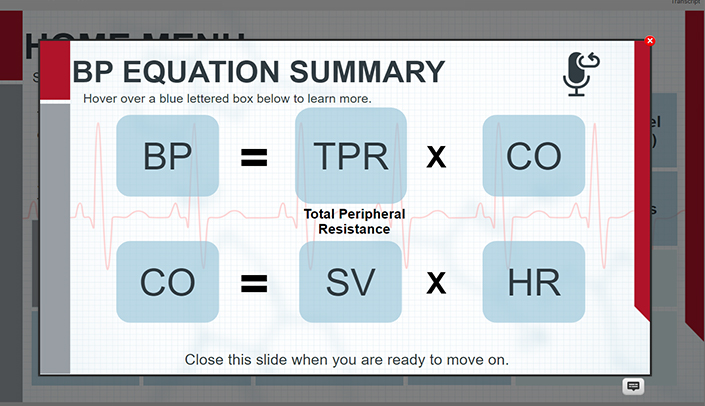 Transcript
HOME MENU
BP EQUATION SUMMARY
Hover over a blue lettered box below to learn more.
BP = TPR x CO
Total Peripheral
Resistance
CO = SV x HR
Close this slide when you are ready to move on.